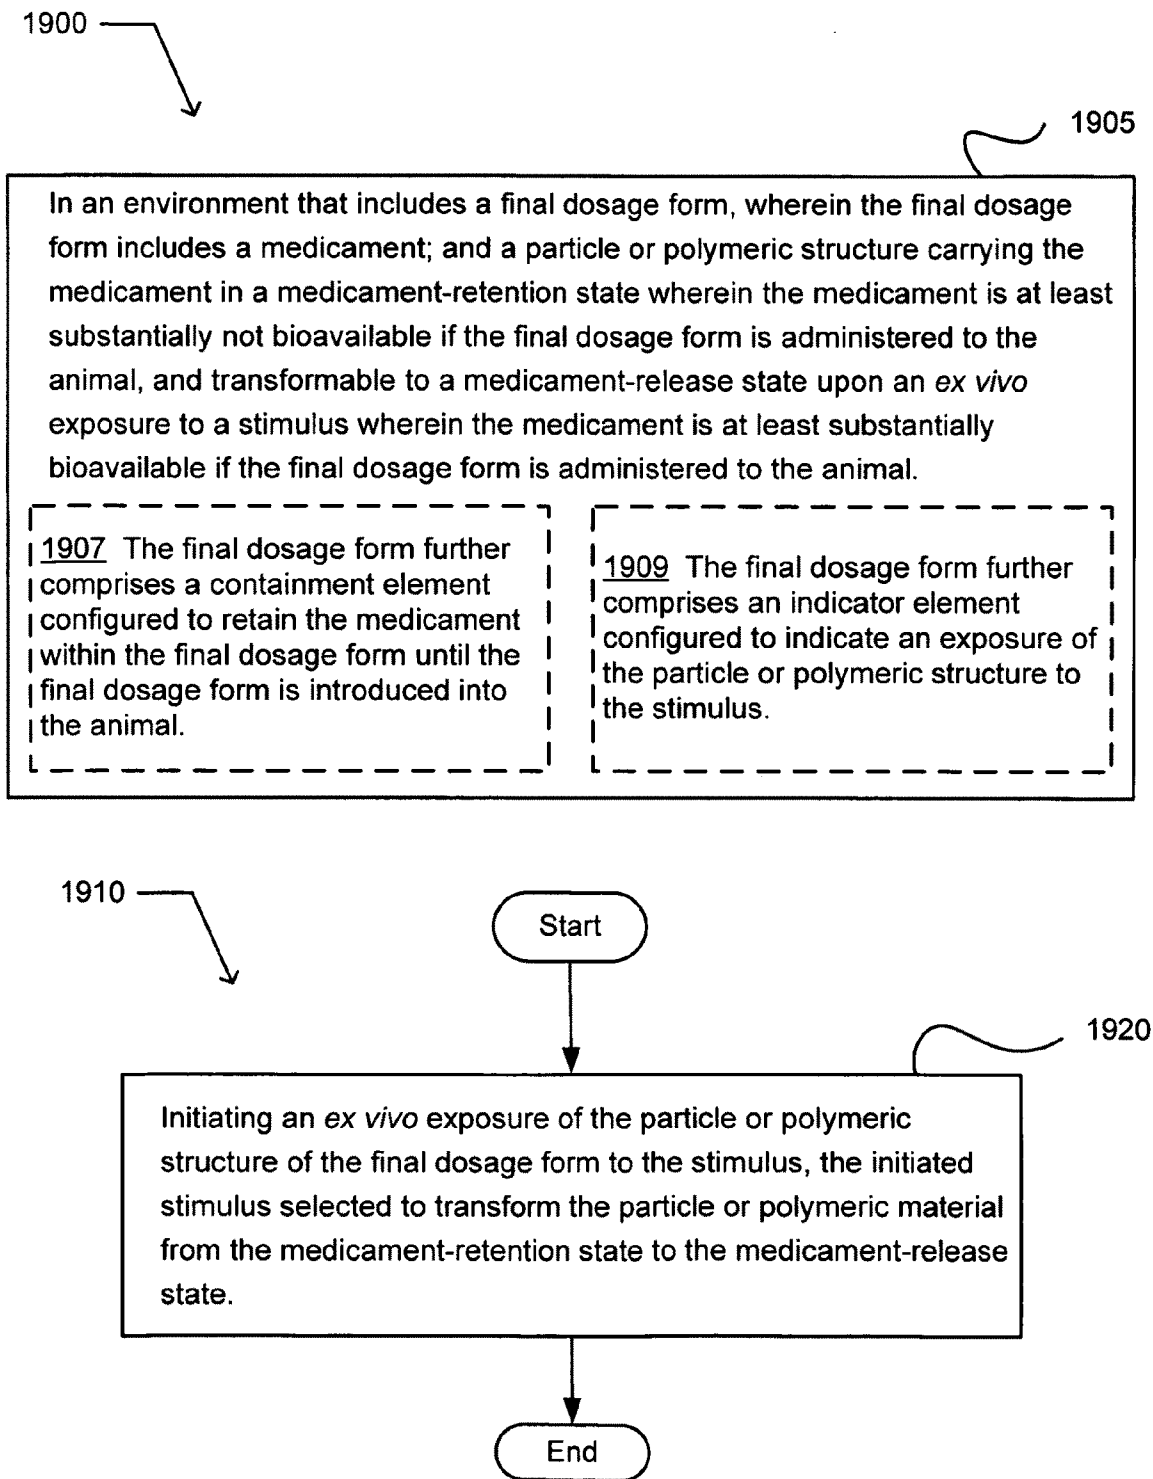 1900
1905
In an environment that includes a final dosage form, wherein the final dosage
form includes a medicament; and a particle or polymeric structure carrying the
medicament in a medicament-retention state wherein the medicament is at least
substantially not bioavailable if the final dosage form is administered to the
animal, and transformable to a medicament-release state upon an ex vivo
exposure to a stimulus wherein the medicament is at least substantially
bioavailable if the final dosage form is administered to the animal.
1907 The final dosage form further
comprises a containment element
configured to retain the medicament
within the final dosage form until the
final dosage form is introduced into
the animal.
1909 The final dosage form further
comprises an indicator element
configured to indicate an exposure of
the particle or polymeric structure to
the stimulus.
1910
Start
1920
Initiating an ex vivo exposure of the particle or polymeric
structure of the final dosage form to the stimulus, the initiated
stimulus selected to transform the particle or polymeric material
from the medicament-retention state to the medicament-release
state.
End